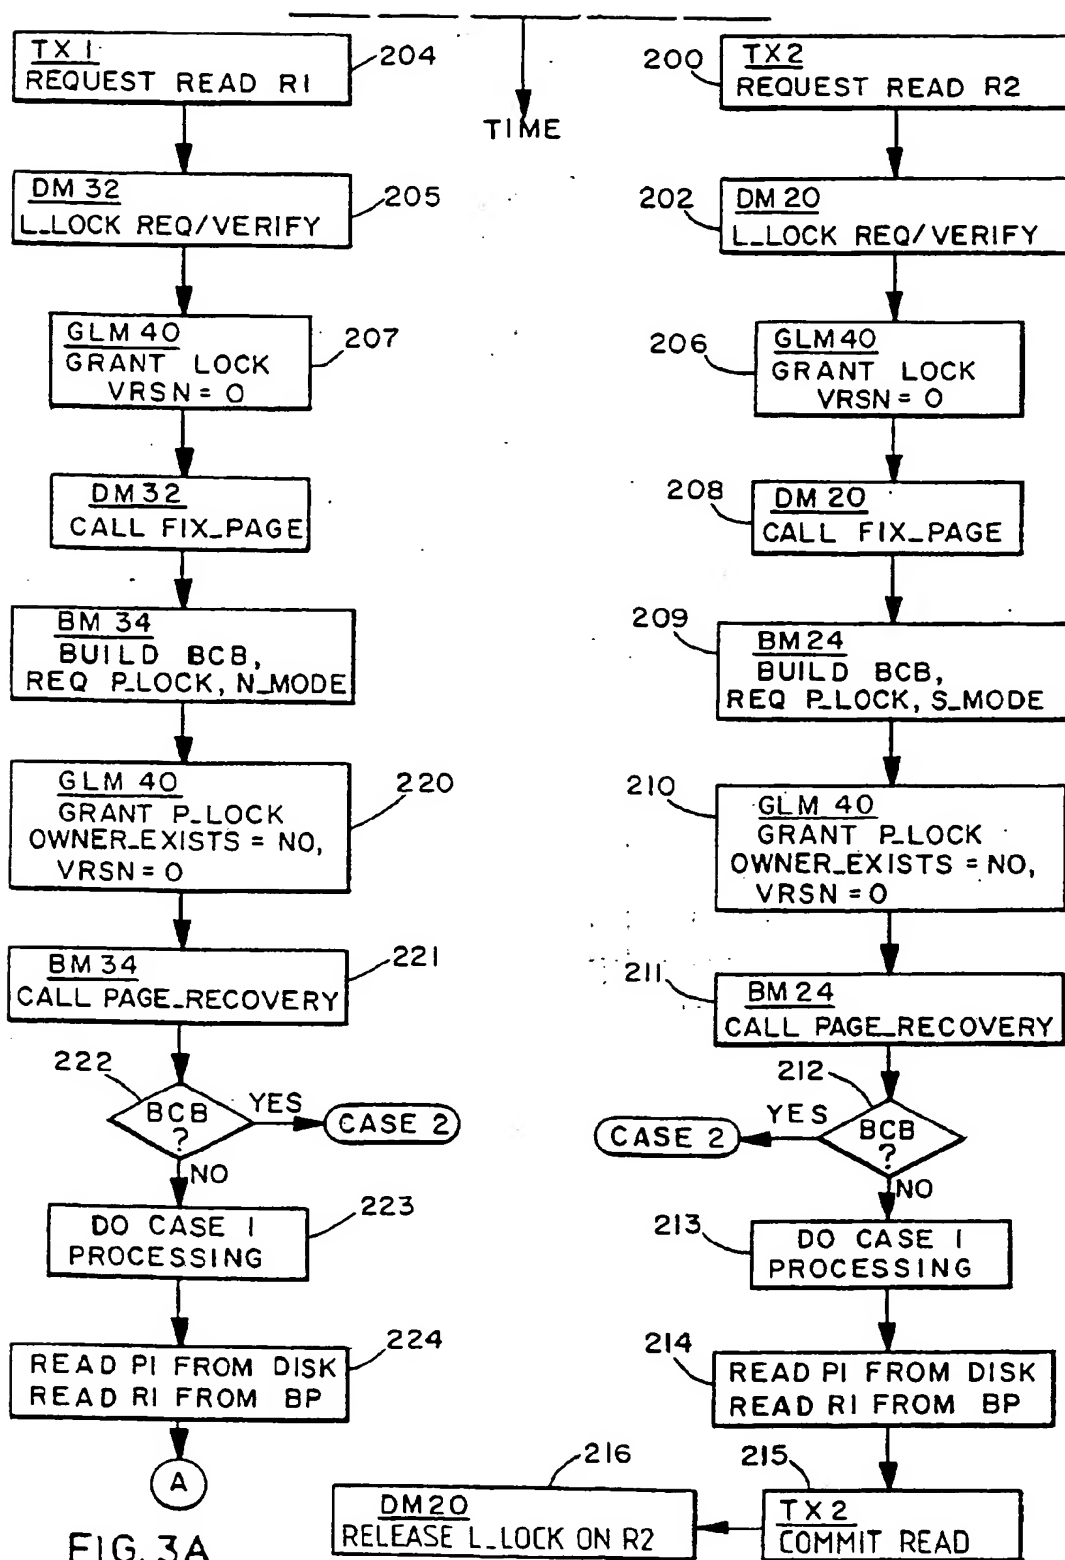 TX 1
REQUEST READ R1
204
TIME
200
TX2
REQUEST READ R2
DM 32
L_LOCK REQ/VERIFY
205
202
DM 20
L_LOCK REQ/VERIFY
GLM 40
GRANT LOCK
VRSN = 0
207
206
GLM 40
GRANT LOCK
VRSN = 0
DM 32
CALL FIX_PAGE
208
DM 20
CALL FIX_PAGE
BM 34
BUILD BCB,
REQ P_LOCK, N_MODE
209
BM 24
BUILD BCB,
REQ P_LOCK, S_MODE
GLM 40
GRANT P_LOCK
OWNER_EXISTS = NO,
VRSN = 0
220
210
GLM 40
GRANT P_LOCK
OWNER_EXISTS = NO,
VRSN = 0
BM 34
CALL PAGE_RECOVERY
221
211
BM 24
CALL PAGE_RECOVERY
222
BCB
?
YES
CASE 2
NO
212
BCB
?
YES
CASE 2
NO
DO CASE 1
PROCESSING
223
213
DO CASE 1
PROCESSING
READ P1 FROM DISK
READ R1 FROM BP
224
214
READ P1 FROM DISK
READ R1 FROM BP
A
216
DM 20
RELEASE L_LOCK ON R2
215
TX 2
COMMIT READ
FIG. 3A